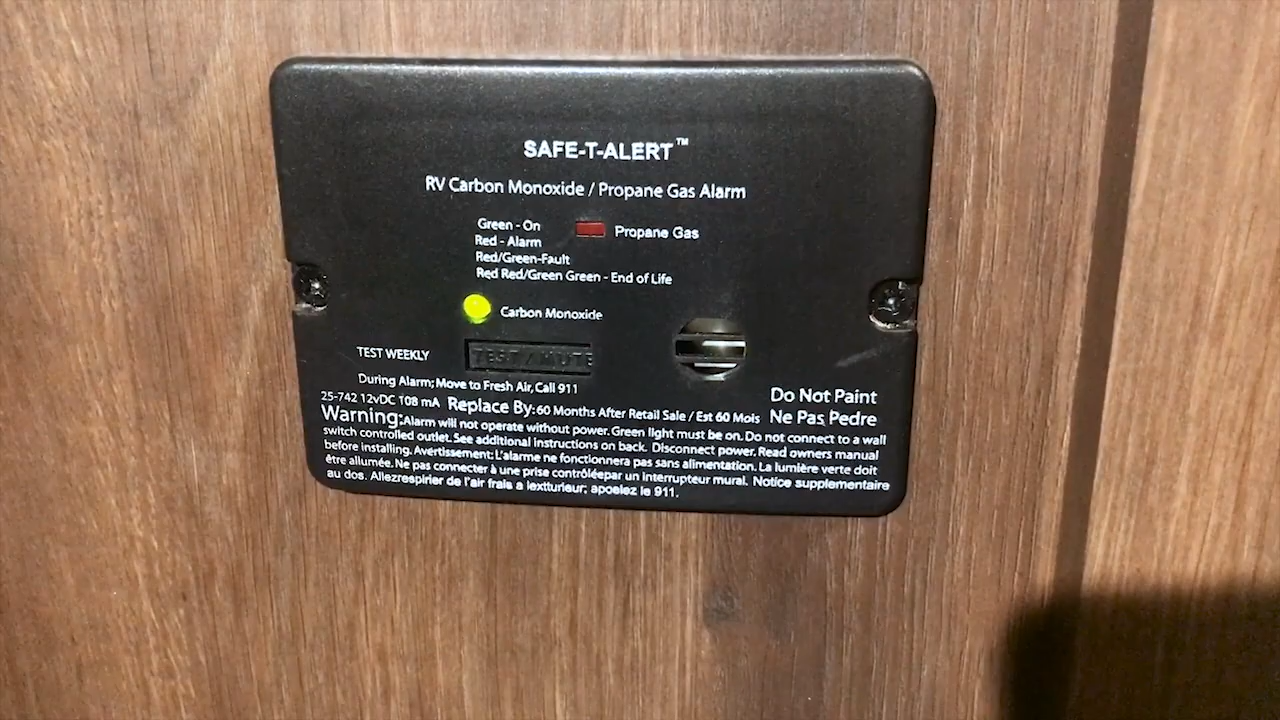 SAFE-T-ALERT™
RV Carbon Monoxide / Propane Gas Alarm
Green - On
Red - Alarm
Red/Green-Fault
Red Red/Green Green - End of Life
Propane Gas
Carbon Monoxide
TEST WEEKLY
TEST / MUTE
During Alarm; Move to Fresh Air, Call 911
25-742 12vDC 108 mA Replace By: 60 Months After Retail Sale / Est 60 Mois
Do Not Paint
Ne Pas Pedre
Warning: Alarm will not operate without power. Green light must be on. Do not connect to a wall
switch controlled outlet. See additional instructions on back. Disconnect power. Read owners manual
before installing. Avertissement: L'alarme ne fonctionnera pas sans alimentation. La lumière verte doit
être allumée. Ne pas connecter à une prise contrôléepar un interrupteur mural. Notice supplementaire
au dos. Allezrespirier de l'air frais a lextturieur; apoelez le 911.